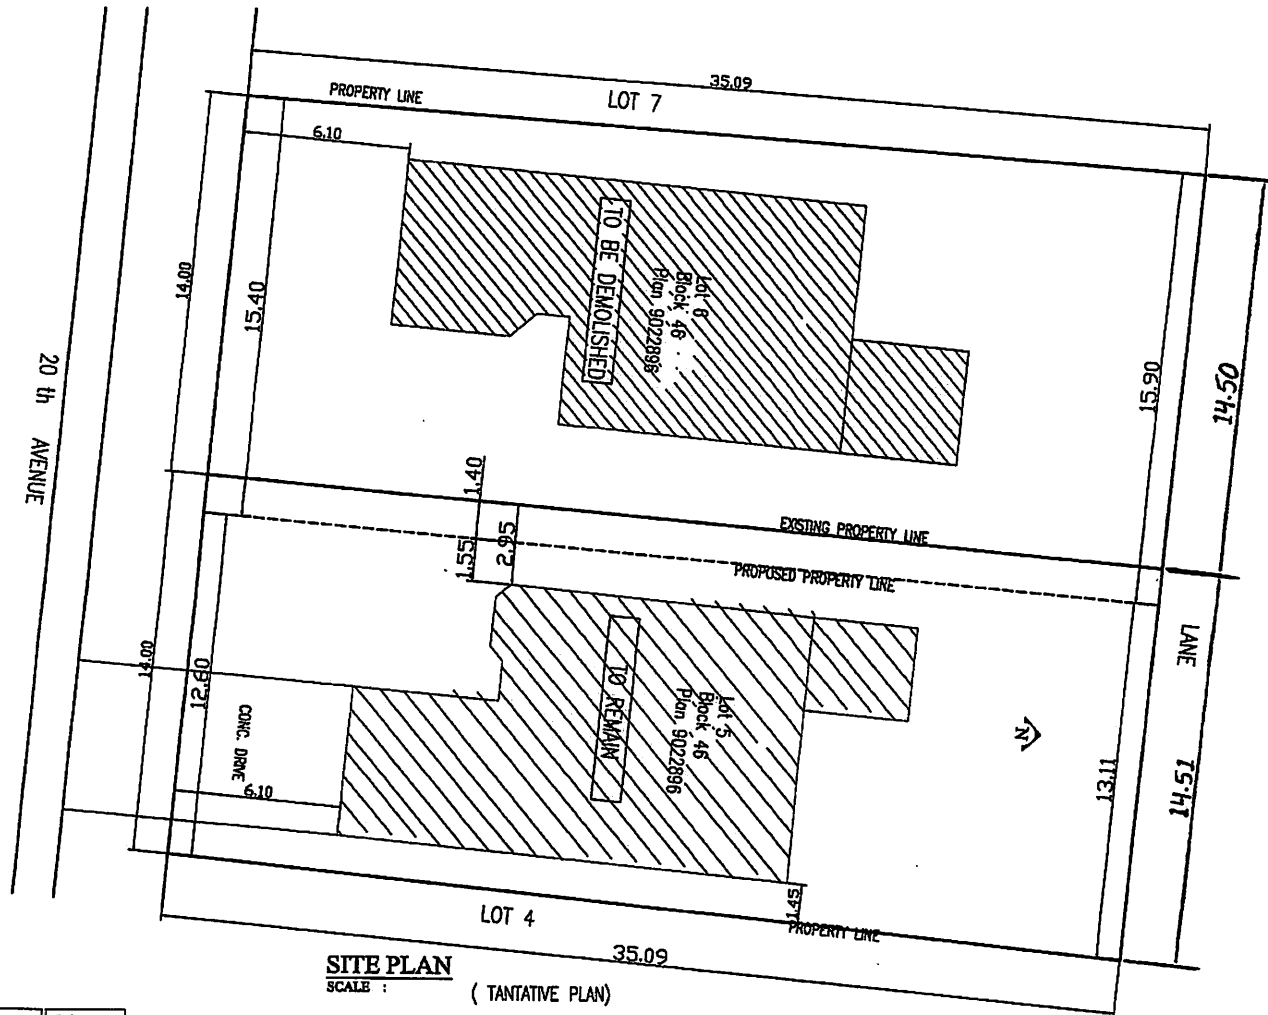 35.09
LOT 7
PROPERTY LINE
6.10
14.00
15.40
TO BE DEMOLISHED
Lot 6
Block 46
Plan 9022896
15.90
14.50
20 th AVENUE
1.40
2.95
1.55
EXISTING PROPERTY LINE
PROPOSED PROPERTY LINE
LANE
14.00
12.60
CONC. DRIVE
6.10
TO REMAIN
Lot 5
Block 46
Plan 9022896
N
13.11
14.51
1.45
LOT 4
PROPERTY LINE
35.09
SITE PLAN
SCALE :
( TANTATIVE PLAN)